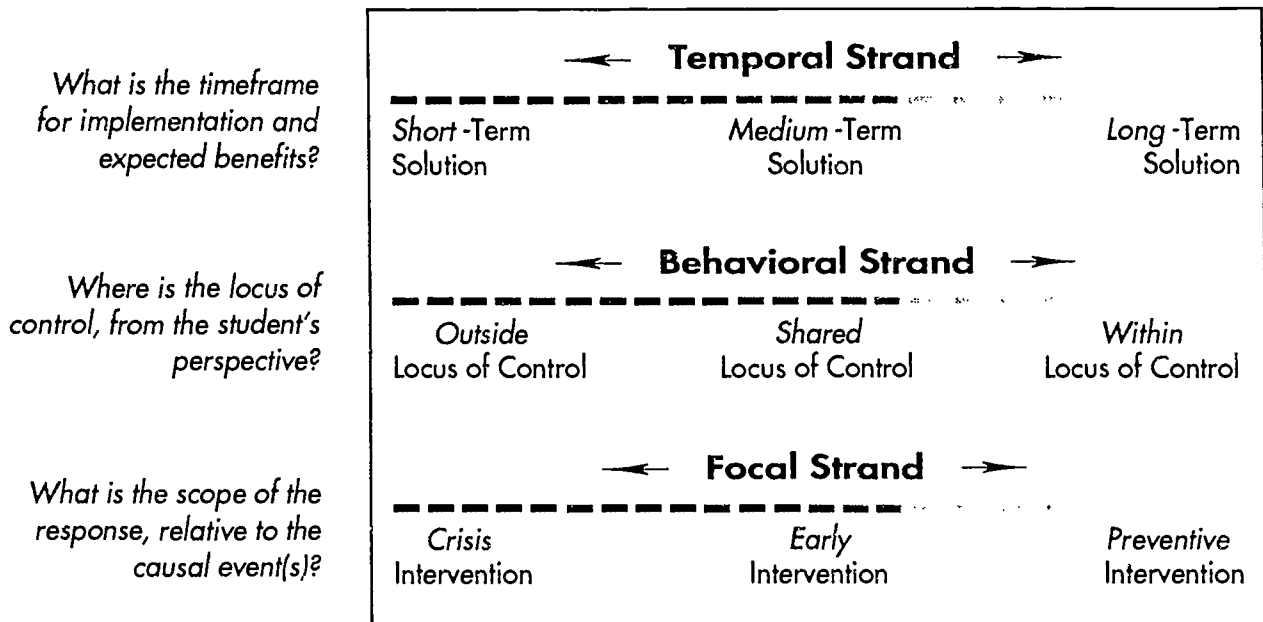 What is the timeframe
for implementation and
expected benefits?
Temporal Strand
Short -Term
Solution
Medium -Term
Solution
Long -Term
Solution
Where is the locus of
control, from the student's
perspective?
Behavioral Strand
Outside
Locus of Control
Shared
Locus of Control
Within
Locus of Control
What is the scope of the
response, relative to the
causal event(s)?
Focal Strand
Crisis
Intervention
Early
Intervention
Preventive
Intervention